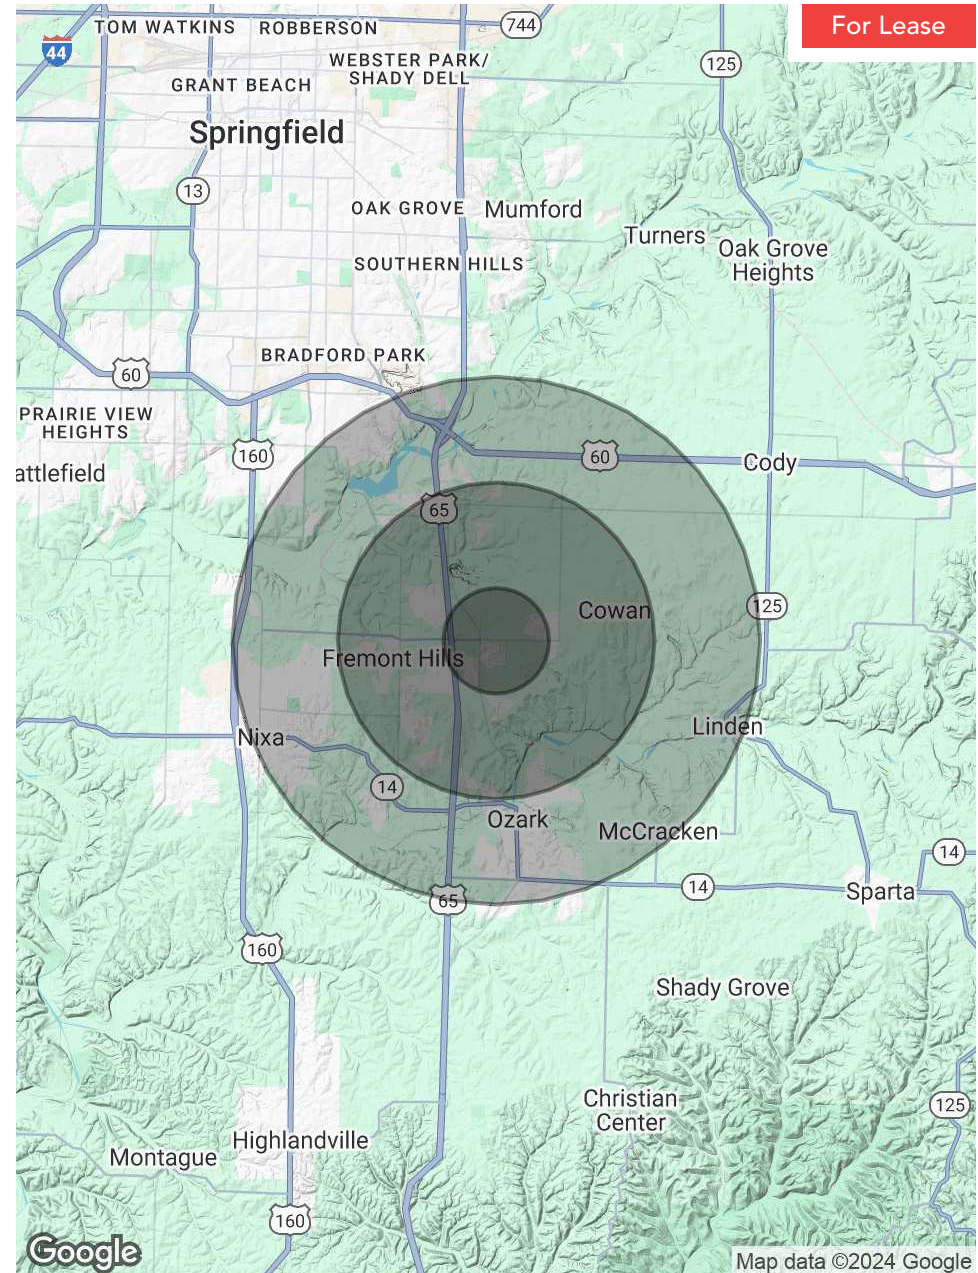 For Lease
TOM WATKINS
ROBBERSON
744
44
WEBSTER PARK/
SHADY DELL
125
GRANT BEACH
Springfield
13
OAK GROVE
Mumford
Turners
Oak Grove
Heights
SOUTHERN HILLS
BRADFORD PARK
60
PRAIRIE VIEW
HEIGHTS
160
60
Cody
attlefield
65
125
Cowan
Fremont Hills
Linden
Nixa
14
Ozark
McCracken
14
14
Sparta
65
160
Shady Grove
Christian
Center
125
Highlandville
Montague
160
Google
Map data ©2024 Google